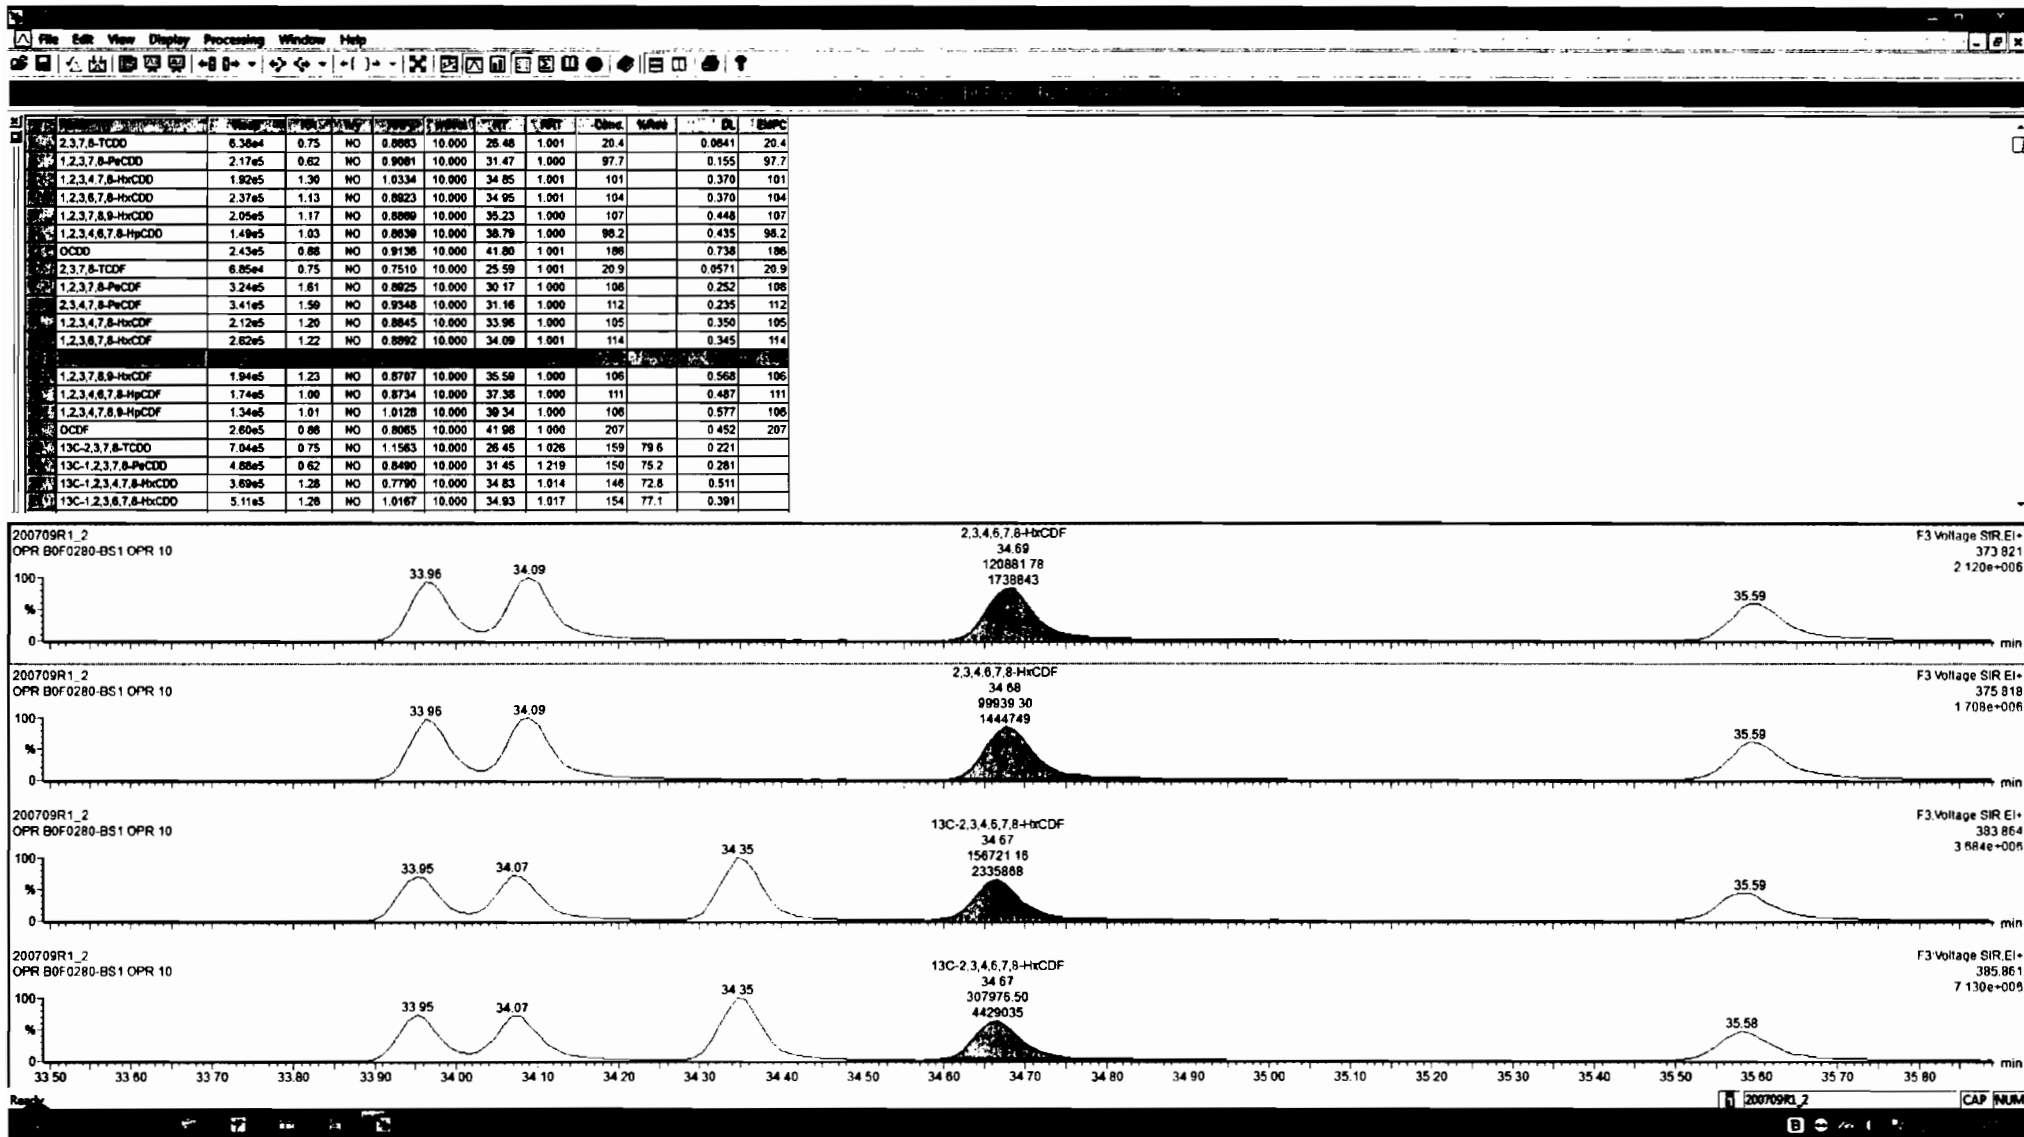 File Edit View Display Processing Window Help
RT RRT Conc. %Rec DL EMPC
2,3,7,8-TCDD 6.38e4 0.75 NO 0.8683 10.000 26.46 1.001 20.4 0.0841 20.4
1,2,3,7,8-PeCDD 2.17e5 0.62 NO 0.9081 10.000 31.47 1.000 97.7 0.155 97.7
1,2,3,4,7,8-HxCDD 1.92e5 1.30 NO 1.0334 10.000 34.85 1.001 101 0.370 101
1,2,3,6,7,8-HxCDD 2.37e5 1.13 NO 0.8923 10.000 34.95 1.001 104 0.370 104
1,2,3,7,8,9-HxCDD 2.05e5 1.17 NO 0.8869 10.000 35.23 1.000 107 0.448 107
1,2,3,4,6,7,8-HpCDD 1.49e5 1.03 NO 0.8639 10.000 38.79 1.000 98.2 0.435 98.2
OCDD 2.43e5 0.88 NO 0.9136 10.000 41.80 1.001 186 0.738 186
2,3,7,8-TCDF 6.85e4 0.75 NO 0.7510 10.000 25.59 1.001 20.9 0.0571 20.9
1,2,3,7,8-PeCDF 3.24e5 1.61 NO 0.8925 10.000 30.17 1.000 108 0.252 108
2,3,4,7,8-PeCDF 3.41e5 1.59 NO 0.9348 10.000 31.16 1.000 112 0.235 112
1,2,3,4,7,8-HxCDF 2.12e5 1.20 NO 0.8845 10.000 33.96 1.000 105 0.350 105
1,2,3,6,7,8-HxCDF 2.62e5 1.22 NO 0.8892 10.000 34.09 1.001 114 0.345 114
1,2,3,7,8,9-HxCDF 1.94e5 1.23 NO 0.8707 10.000 35.59 1.000 106 0.568 106
1,2,3,4,6,7,8-HpCDF 1.74e5 1.00 NO 0.8734 10.000 37.38 1.000 111 0.487 111
1,2,3,4,7,8,9-HpCDF 1.34e5 1.01 NO 1.0128 10.000 39.34 1.000 106 0.577 106
OCDF 2.60e5 0.86 NO 0.8065 10.000 41.98 1.000 207 0.452 207
13C-2,3,7,8-TCDD 7.04e5 0.75 NO 1.1563 10.000 26.45 1.026 159 79.6 0.221
13C-1,2,3,7,8-PeCDD 4.88e5 0.62 NO 0.8490 10.000 31.45 1.219 150 75.2 0.281
13C-1,2,3,4,7,8-HxCDD 3.69e5 1.28 NO 0.7790 10.000 34.83 1.014 146 72.8 0.511
13C-1,2,3,6,7,8-HxCDD 5.11e5 1.26 NO 1.0167 10.000 34.93 1.017 154 77.1 0.391
200709R1_2
OPR B0F0280-BS1 OPR 10
2,3,4,6,7,8-HxCDF
34.69
120881.78
1738843
F3:Voltage SIR,EI+
373.821
2.120e+006
100
%
0
33.96
34.09
35.59
min
200709R1_2
OPR B0F0280-BS1 OPR 10
2,3,4,6,7,8-HxCDF
34.68
99939.30
1444749
F3:Voltage SIR,EI+
375.818
1.708e+006
100
%
0
33.96
34.09
35.59
min
200709R1_2
OPR B0F0280-BS1 OPR 10
13C-2,3,4,6,7,8-HxCDF
34.67
156721.16
2335868
F3:Voltage SIR,EI+
383.864
3.684e+006
100
%
0
33.95
34.07
34.35
35.59
min
200709R1_2
OPR B0F0280-BS1 OPR 10
13C-2,3,4,6,7,8-HxCDF
34.67
307976.50
4429035
F3:Voltage SIR,EI+
385.861
7.130e+006
100
%
0
33.95
34.07
34.35
35.58
min
33.50 33.60 33.70 33.80 33.90 34.00 34.10 34.20 34.30 34.40 34.50 34.60 34.70 34.80 34.90 35.00 35.10 35.20 35.30 35.40 35.50 35.60 35.70 35.80
Ready
200709R1_2 CAP NUM